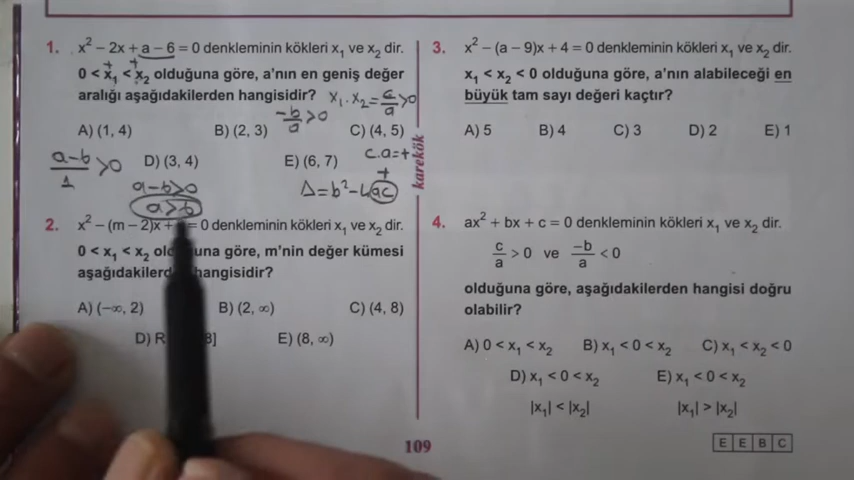 1. x² – 2x + a – 6 = 0 denkleminin kökleri x₁ ve x₂ dir.
+ +
0 < x₁ < x₂ olduğuna göre, a'nın en geniş değer
aralığı aşağıdakilerden hangisidir? x₁ . x₂ = c/a > 0
-b/a > 0
A) (1, 4) B) (2, 3) C) (4, 5)
c.a = +
a-6/1 > 0 D) (3, 4) E) (6, 7)
a-6>0 +
Δ = b² - 4ac
a>6
2. x² – (m – 2)x + = 0 denkleminin kökleri x₁ ve x₂ dir.
0 < x₁ < x₂ göre, m'nin değer kümesi
hangisidir?
A) (–∞, 2) B) (2, ∞) C) (4, 8)
D) 8] E) (8, ∞)
karekök
3. x² – (a – 9)x + 4 = 0 denkleminin kökleri x₁ ve x₂ dir.
x₁ < x₂ < 0 olduğuna göre, a'nın alabileceği en
büyük tam sayı değeri kaçtır?
A) 5 B) 4 C) 3 D) 2 E) 1
4. ax² + bx + c = 0 denkleminin kökleri x₁ ve x₂ dir.
c/a > 0 ve –b/a < 0
olduğuna göre, aşağıdakilerden hangisi doğru
olabilir?
A) 0 < x₁ < x₂ B) x₁ < 0 < x₂ C) x₁ < x₂ < 0
D) x₁ < 0 < x₂ E) x₁ < 0 < x₂
|x₁| < |x₂| |x₁| > |x₂|
109
E E B C